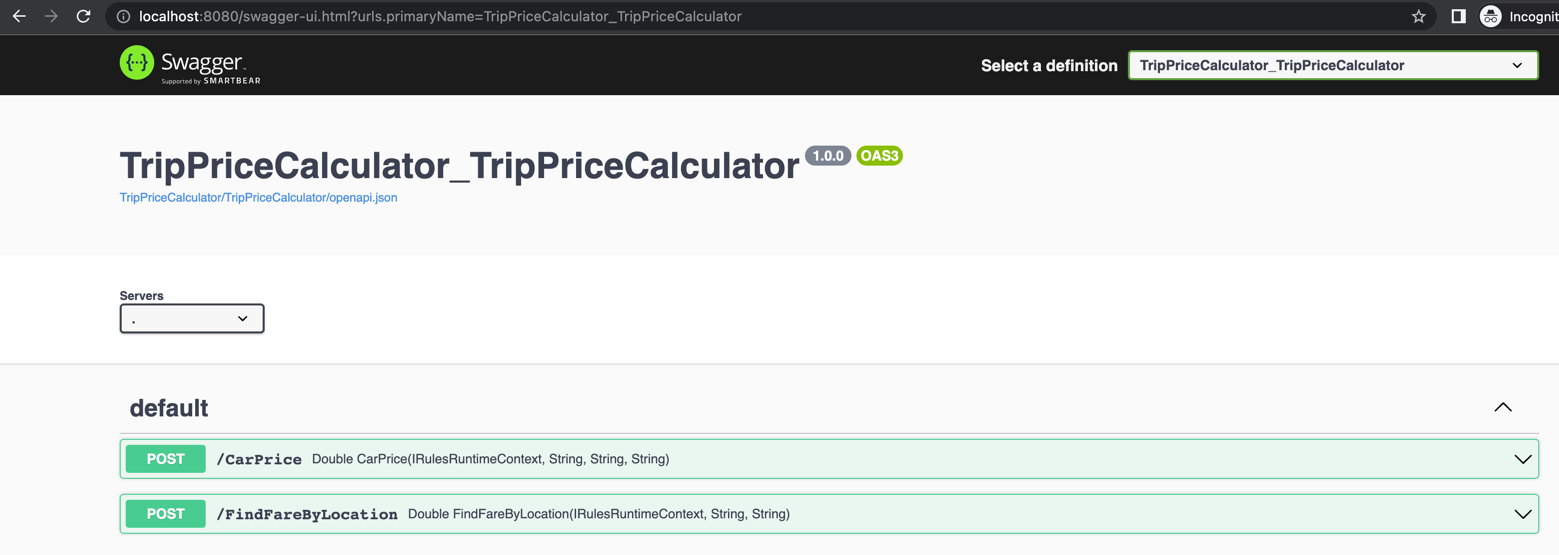 localhost:8080/swagger-ui.html?urls.primaryName=TripPriceCalculator_TripPriceCalculator
Incognit
Swagger
Supported by SMARTBEAR
Select a definition
TripPriceCalculator_TripPriceCalculator
TripPriceCalculator_TripPriceCalculator 1.0.0 OAS3
TripPriceCalculator/TripPriceCalculator/openapi.json
Servers
.
default
POST /CarPrice Double CarPrice(IRulesRuntimeContext, String, String, String)
POST /FindFareByLocation Double FindFareByLocation(IRulesRuntimeContext, String, String)